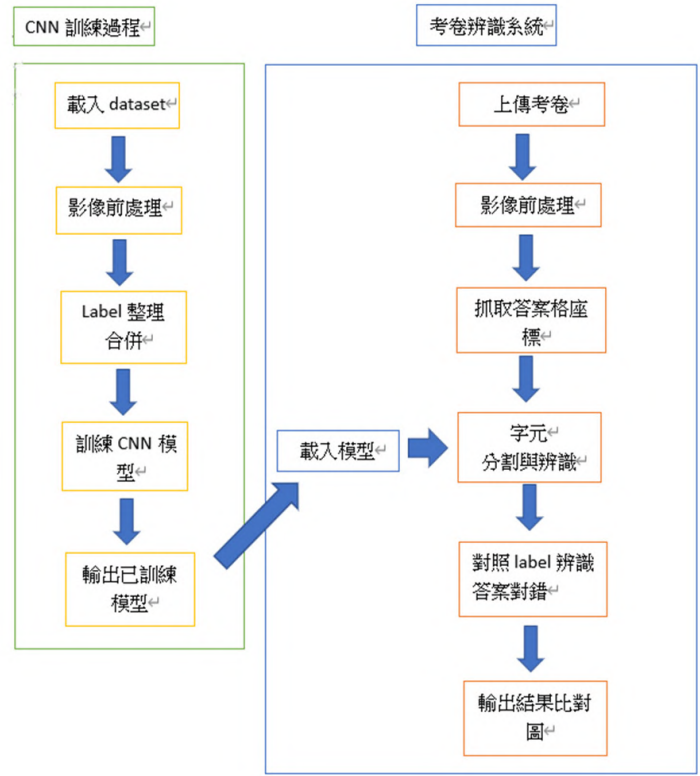 CNN 訓練過程↵
載入 dataset↵
影像前處理↵
Label 整理
合併↵
訓練 CNN 模
型↵
輸出已訓練
模型↵
考卷辨識系統↵
上傳考卷↵
影像前處理↵
抓取答案格座
標↵
載入模型↵
字元↵
分割與辨識↵
對照 label 辨識
答案對錯↵
輸出結果比對
圖↵